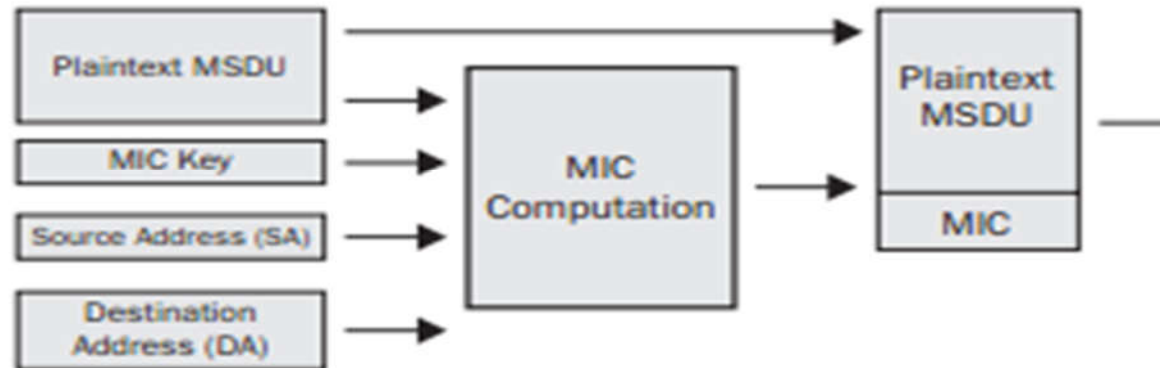 Plaintext MSDU
MIC Key
Source Address (SA)
Destination
Address (DA)
MIC
Computation
Plaintext
MSDU
MIC